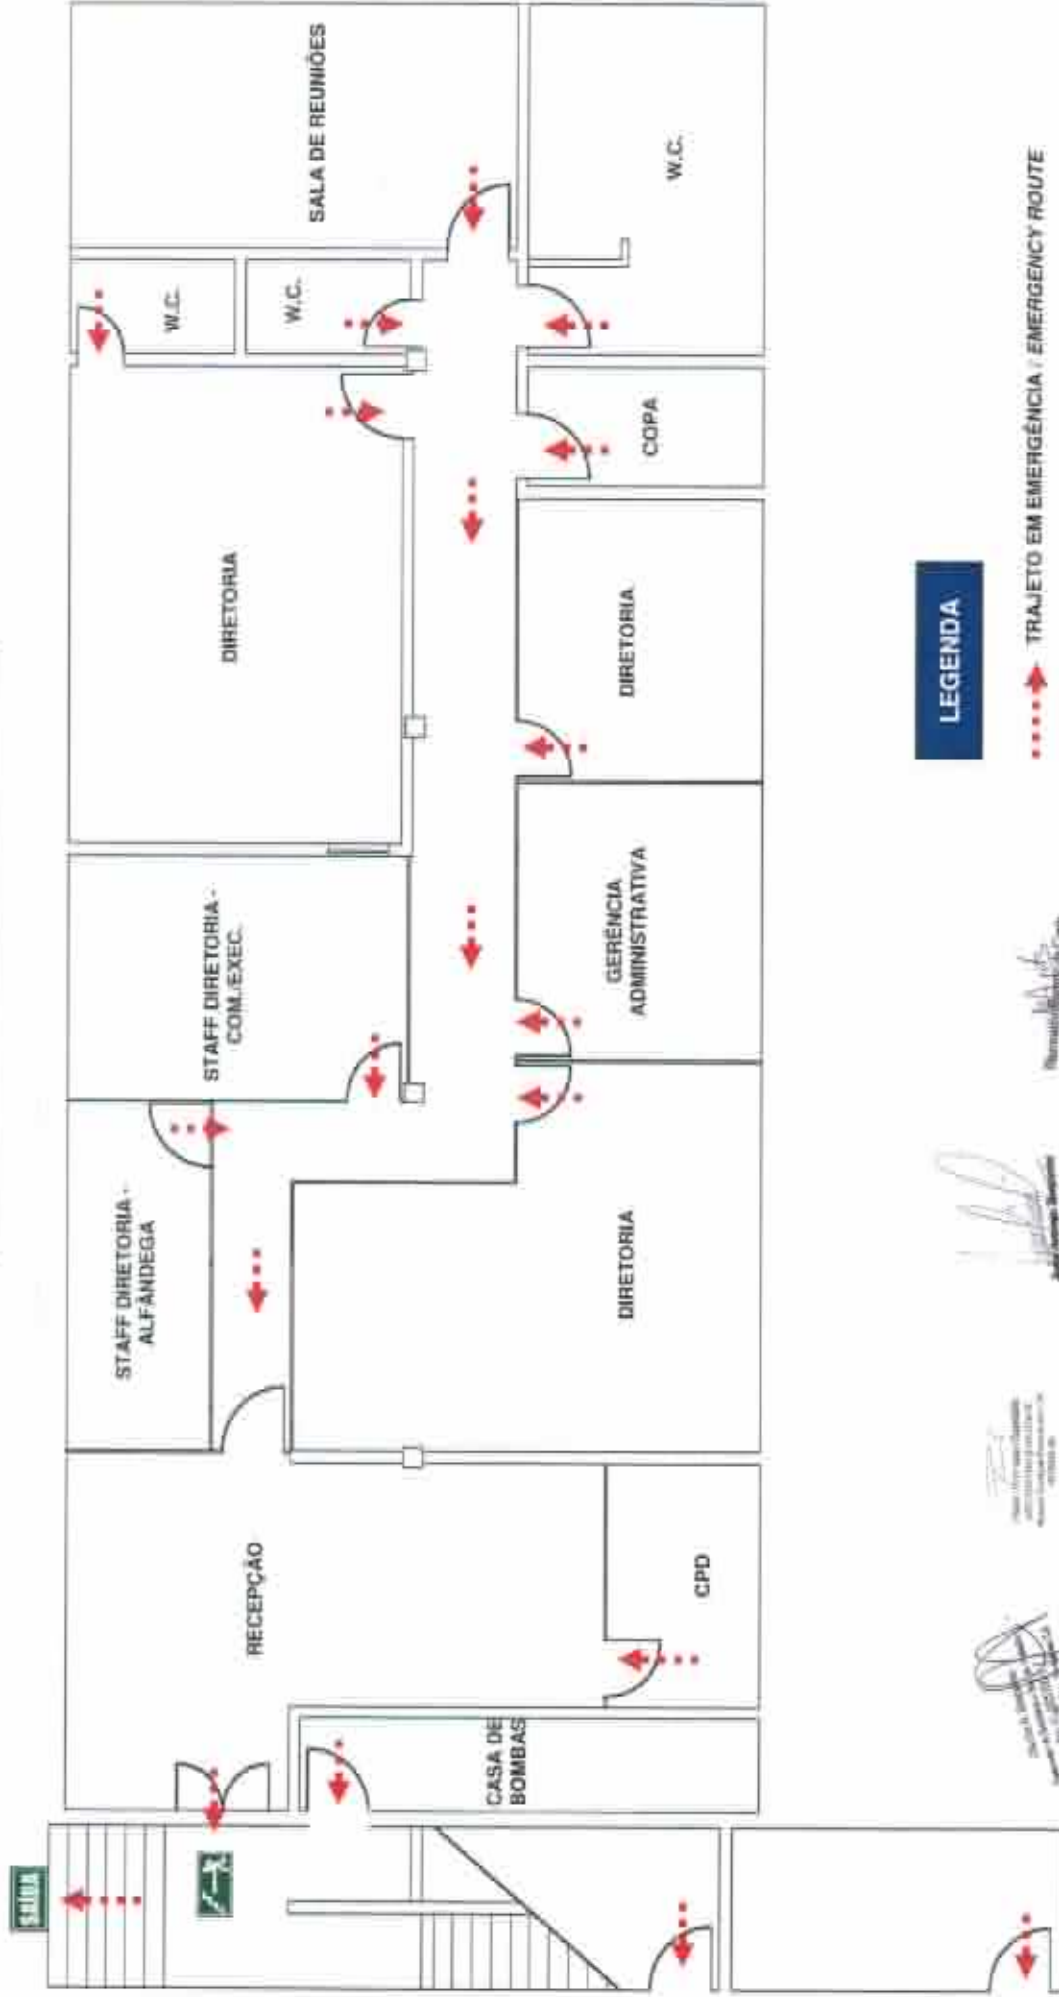 SAÍDA
RECEPÇÃO
CASA DE
BOMBAS
CPD
STAFF DIRETORIA -
ALFÂNDEGA
STAFF DIRETORIA -
COM./EXEC.
DIRETORIA
GERÊNCIA
ADMINISTRATIVA
DIRETORIA
DIRETORIA
COPA
W.C.
W.C.
W.C.
SALA DE REUNIÕES
LEGENDA
TRAJETO EM EMERGÊNCIA / EMERGENCY ROUTE